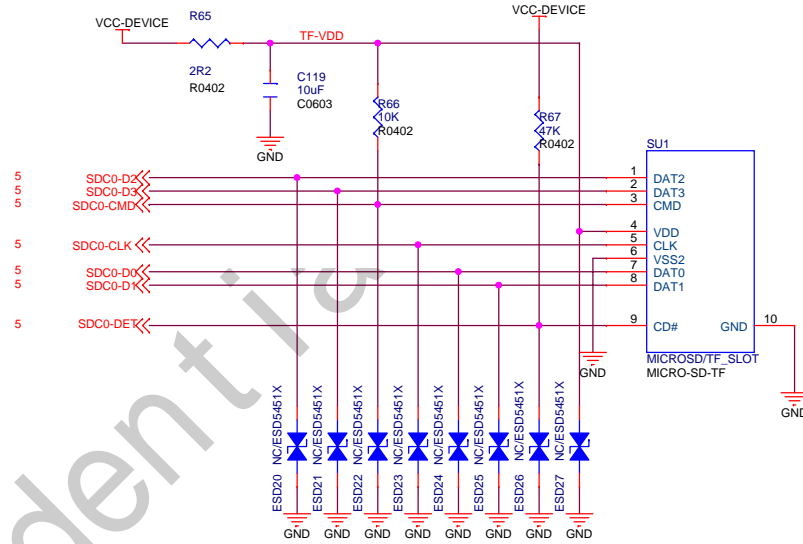 VCC-DEVICE
R65
2R2
R0402
TF-VDD
VCC-DEVICE
C119
10uF
C0603
GND
R66
10K
R0402
R67
47K
R0402
SU1
5 SDC0-D2 1 DAT2
5 SDC0-D3 2 DAT3
5 SDC0-CMD 3 CMD
4 VDD
5 SDC0-CLK 5 CLK
6 VSS2
5 SDC0-D0 7 DAT0
5 SDC0-D1 8 DAT1
5 SDC0-DET 9 CD# GND 10
MICROSD/TF_SLOT
MICRO-SD-TF
GND
GND
ESD20 NC/ESD5451X
ESD21 NC/ESD5451X
ESD22 NC/ESD5451X
ESD23 NC/ESD5451X
ESD24 NC/ESD5451X
ESD25 NC/ESD5451X
ESD26 NC/ESD5451X
ESD27 NC/ESD5451X
GND GND GND GND GND GND GND GND
dentia